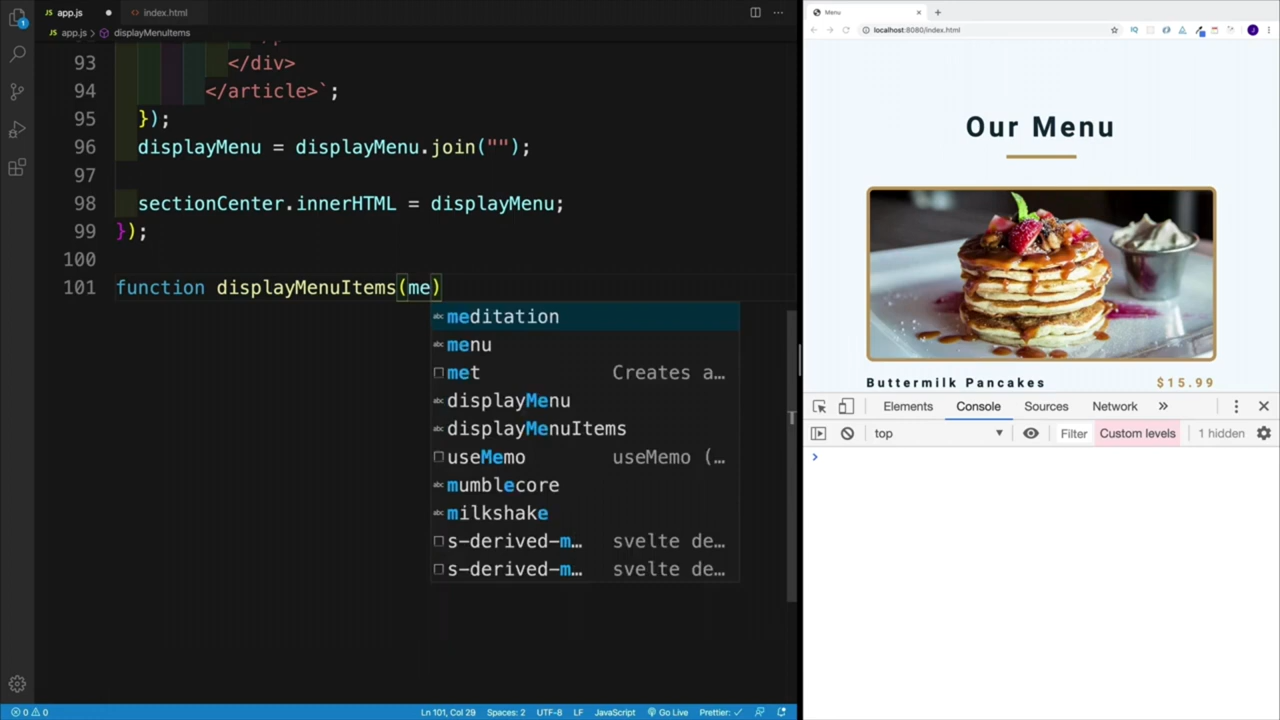 app.js
index.html
app.js > displayMenuItems
1
93 </div>
94 </article>`;
95 });
96 displayMenu = displayMenu.join("");
97
98 sectionCenter.innerHTML = displayMenu;
99 });
100
101 function displayMenuItems(me)
meditation
menu
met Creates a…
displayMenu
displayMenuItems
useMemo useMemo (…
mumblecore
milkshake
s-derived-m… svelte de…
s-derived-m… svelte de…
0 0 Ln 101, Col 29 Spaces: 2 UTF-8 LF JavaScript Go Live Prettier: ✓
Menu
localhost:8080/index.html
J
Our Menu
Buttermilk Pancakes $15.99
Elements Console Sources Network »
top Filter Custom levels 1 hidden